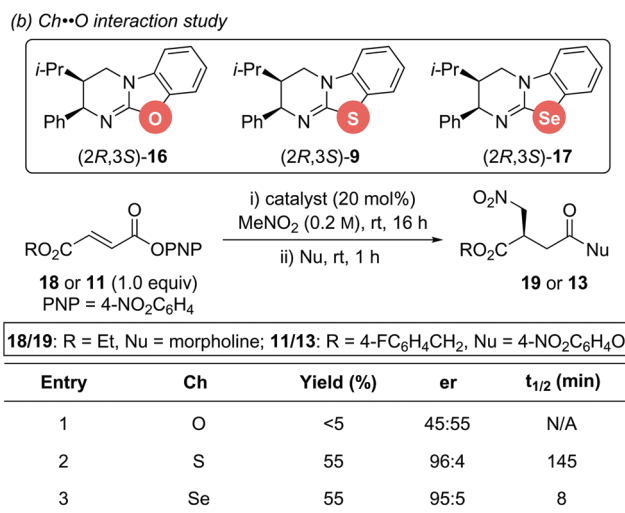 (b) Ch••O interaction study
i-Pr N O Ph N
i-Pr N S Ph N
i-Pr N Se Ph N
(2R,3S)-16 (2R,3S)-9 (2R,3S)-17
RO₂C O OPNP
18 or 11 (1.0 equiv)
PNP = 4-NO₂C₆H₄
i) catalyst (20 mol%)
MeNO₂ (0.2 M), rt, 16 h
ii) Nu, rt, 1 h
O₂N O RO₂C Nu
19 or 13
18/19: R = Et, Nu = morpholine; 11/13: R = 4-FC₆H₄CH₂, Nu = 4-NO₂C₆H₄O
Entry Ch Yield (%) er t₁/₂ (min)
1 O <5 45:55 N/A
2 S 55 96:4 145
3 Se 55 95:5 8